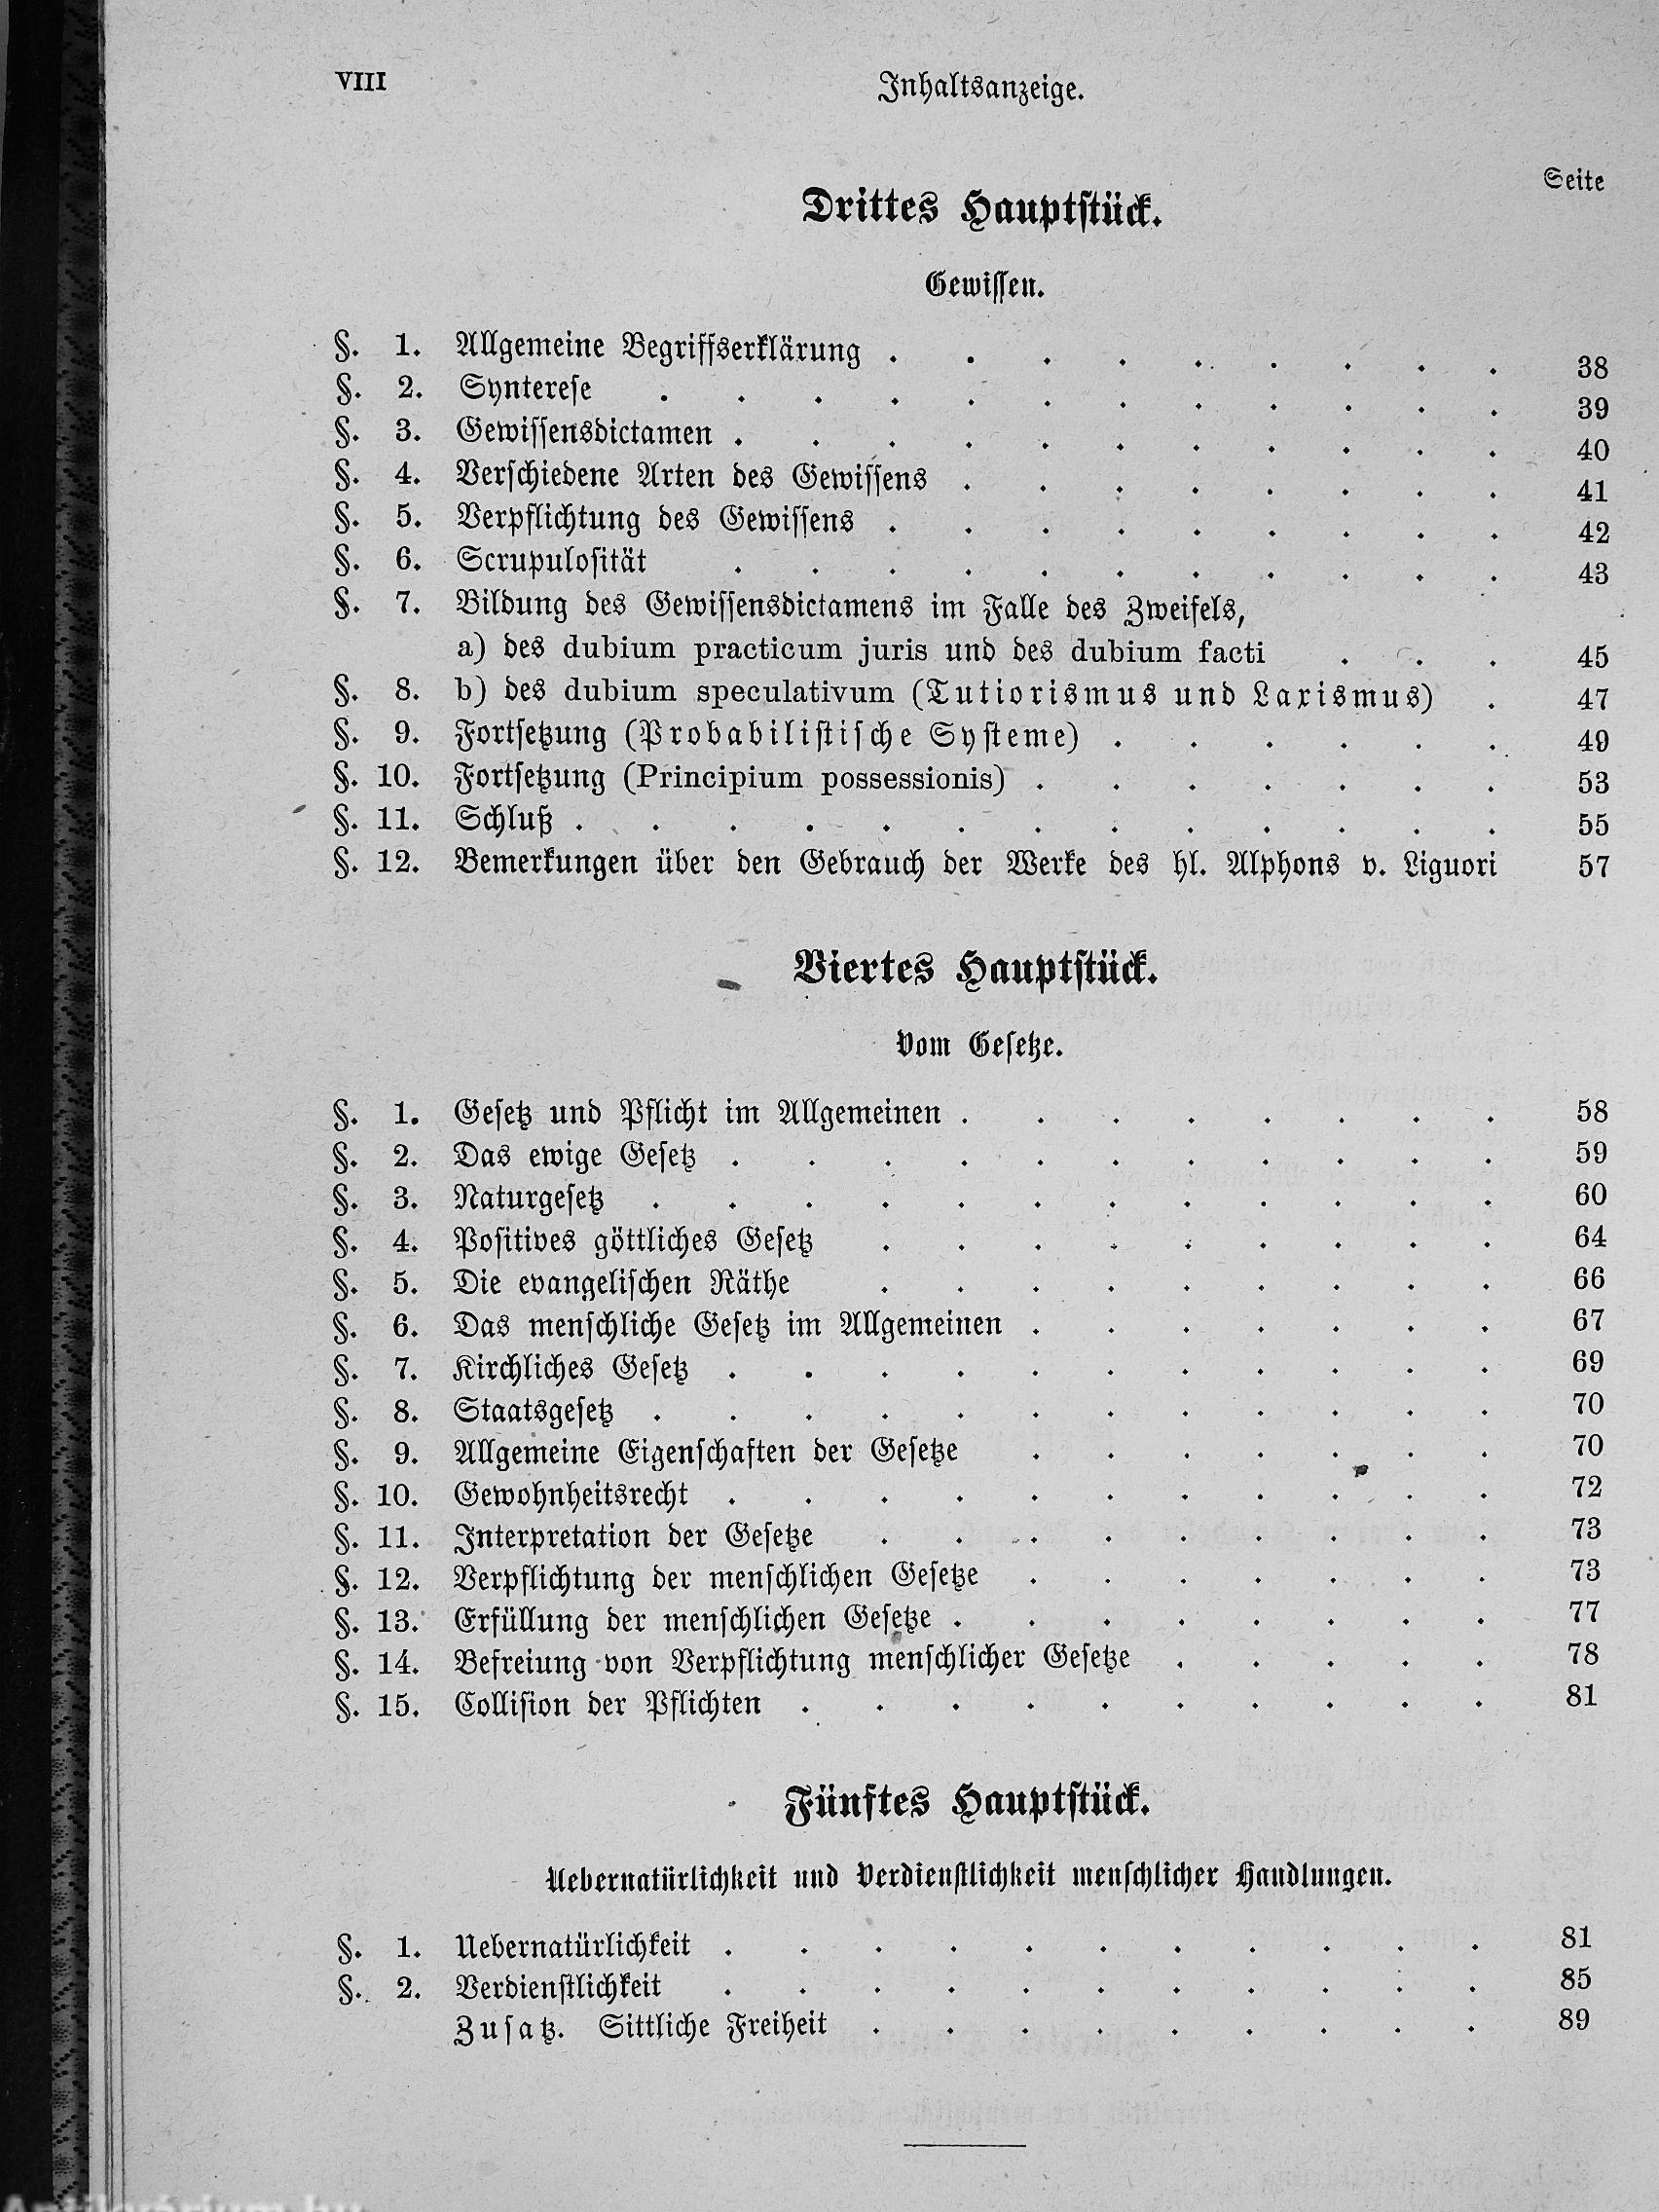 VIII Inhaltsanzeige.
Seite
Drittes Hauptstück.
Gewissen.
§. 1. Allgemeine Begriffserklärung . . . . . . . . . 38
§. 2. Synterese . . . . . . . . . . . . 39
§. 3. Gewissensdictamen . . . . . . . . . . . 40
§. 4. Verschiedene Arten des Gewissens . . . . . . . . 41
§. 5. Verpflichtung des Gewissens . . . . . . . . . 42
§. 6. Scrupulosität . . . . . . . . . . . 43
§. 7. Bildung des Gewissensdictamens im Falle des Zweifels,
a) des dubium practicum juris und des dubium facti . . . 45
§. 8. b) des dubium speculativum (Tutiorismus und Laxismus) . 47
§. 9. Fortsetzung (Probabilistische Systeme) . . . . . . 49
§. 10. Fortsetzung (Principium possessionis) . . . . . . . 53
§. 11. Schluß . . . . . . . . . . . . . 55
§. 12. Bemerkungen über den Gebrauch der Werke des hl. Alphons v. Liguori 57
Viertes Hauptstück.
Vom Gesetze.
§. 1. Gesetz und Pflicht im Allgemeinen . . . . . . . . 58
§. 2. Das ewige Gesetz . . . . . . . . . . . 59
§. 3. Naturgesetz . . . . . . . . . . . . 60
§. 4. Positives göttliches Gesetz . . . . . . . . . 64
§. 5. Die evangelischen Räthe . . . . . . . . . 66
§. 6. Das menschliche Gesetz im Allgemeinen . . . . . . . 67
§. 7. Kirchliches Gesetz . . . . . . . . . . . 69
§. 8. Staatsgesetz . . . . . . . . . . . . 70
§. 9. Allgemeine Eigenschaften der Gesetze . . . . . . . 70
§. 10. Gewohnheitsrecht . . . . . . . . . . . 72
§. 11. Interpretation der Gesetze . . . . . . . . . 73
§. 12. Verpflichtung der menschlichen Gesetze . . . . . . . 73
§. 13. Erfüllung der menschlichen Gesetze . . . . . . . . 77
§. 14. Befreiung von Verpflichtung menschlicher Gesetze . . . . . 78
§. 15. Collision der Pflichten . . . . . . . . . . 81
Fünftes Hauptstück.
Uebernatürlichkeit und Verdienstlichkeit menschlicher Handlungen.
§. 1. Uebernatürlichkeit . . . . . . . . . . . 81
§. 2. Verdienstlichkeit . . . . . . . . . . . 85
Zusatz. Sittliche Freiheit . . . . . . . . . 89